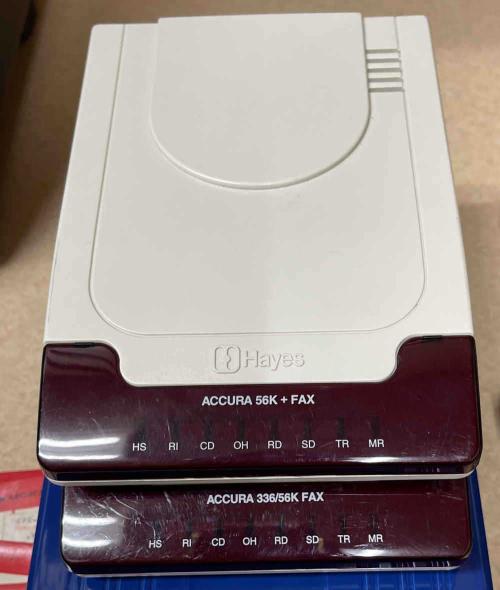 Hayes
ACCURA 56K + FAX
HS RI CD OH RD SD TR MR
ACCURA 336/56K FAX
HS RI CD OH RD SD TR MR